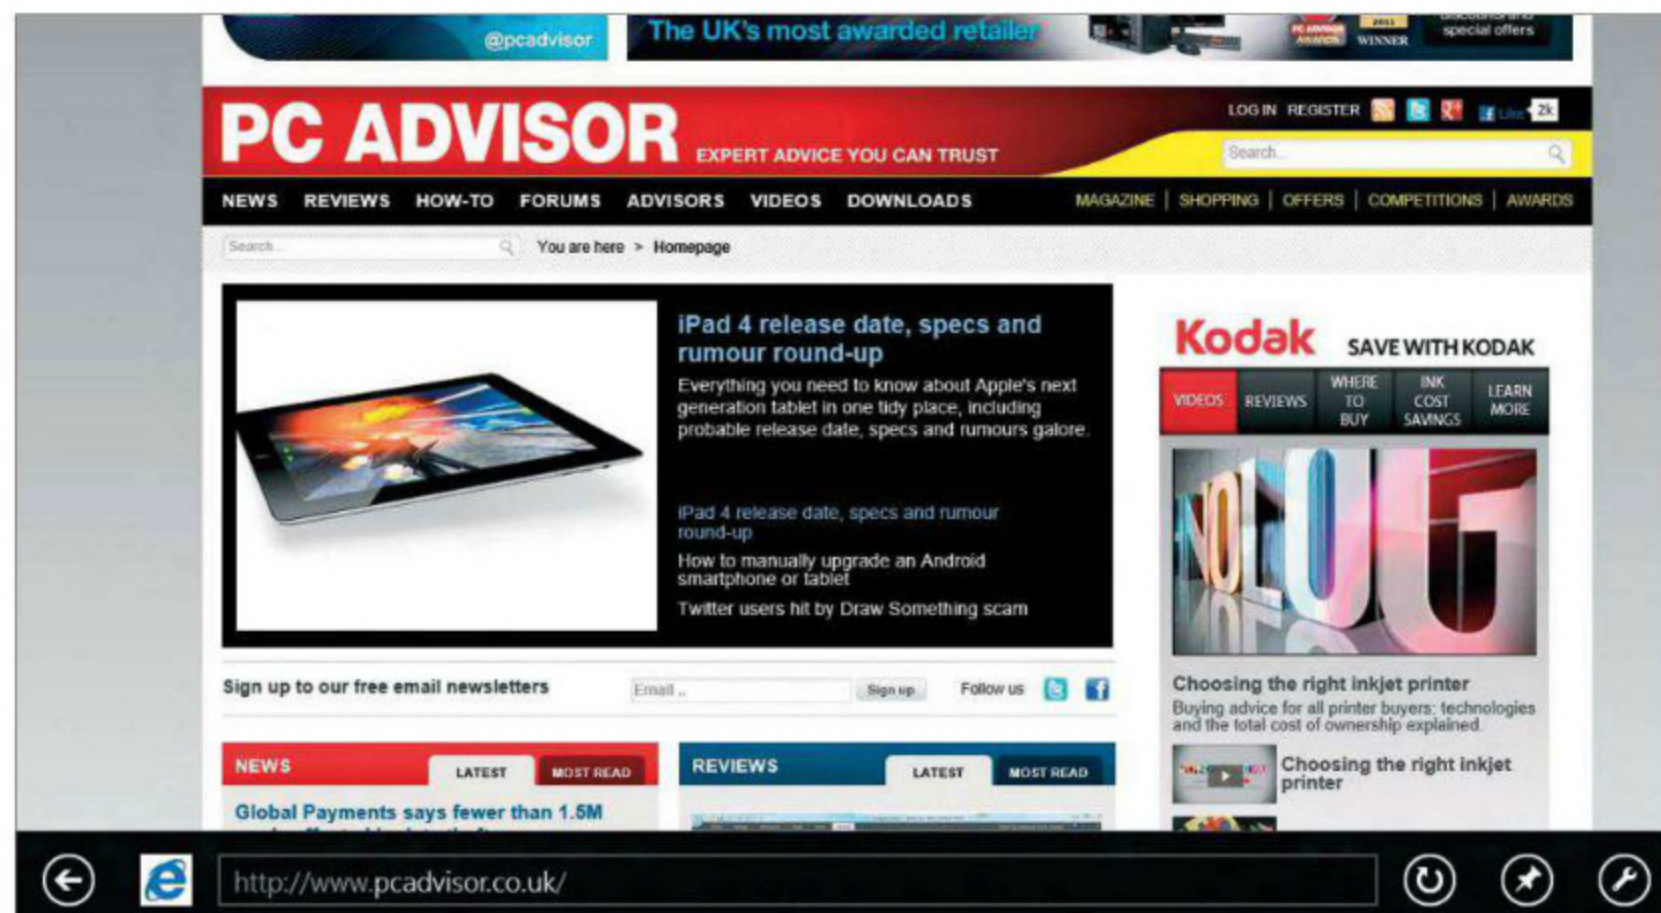 @pcadvisor
The UK's most awarded retailer
PC ADVISOR
AWARDS
2011
WINNER
discounts and
special offers
PC ADVISOR
EXPERT ADVICE YOU CAN TRUST
LOG IN REGISTER
Like 2k
Search...
NEWS REVIEWS HOW-TO FORUMS ADVISORS VIDEOS DOWNLOADS
MAGAZINE | SHOPPING | OFFERS | COMPETITIONS | AWARDS
Search...
You are here > Homepage
iPad 4 release date, specs and
rumour round-up
Everything you need to know about Apple's next
generation tablet in one tidy place, including
probable release date, specs and rumours galore.
iPad 4 release date, specs and rumour
round-up
How to manually upgrade an Android
smartphone or tablet
Twitter users hit by Draw Something scam
Kodak SAVE WITH KODAK
VIDEOS
REVIEWS
WHERE
TO
BUY
INK
COST
SAVINGS
LEARN
MORE
NOLOG
Choosing the right inkjet printer
Buying advice for all printer buyers: technologies
and the total cost of ownership explained.
Choosing the right inkjet
printer
Sign up to our free email newsletters
Email ..
Sign up
Follow us
NEWS
LATEST
MOST READ
Global Payments says fewer than 1.5M
REVIEWS
LATEST
MOST READ
http://www.pcadvisor.co.uk/